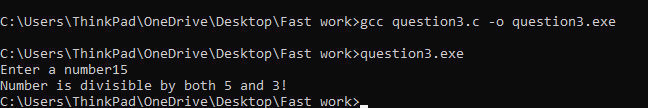 C:\Users\ThinkPad\OneDrive\Desktop\Fast work>gcc question3.c -o question3.exe
C:\Users\ThinkPad\OneDrive\Desktop\Fast work>question3.exe
Enter a number15
Number is divisible by both 5 and 3!
C:\Users\ThinkPad\OneDrive\Desktop\Fast work>